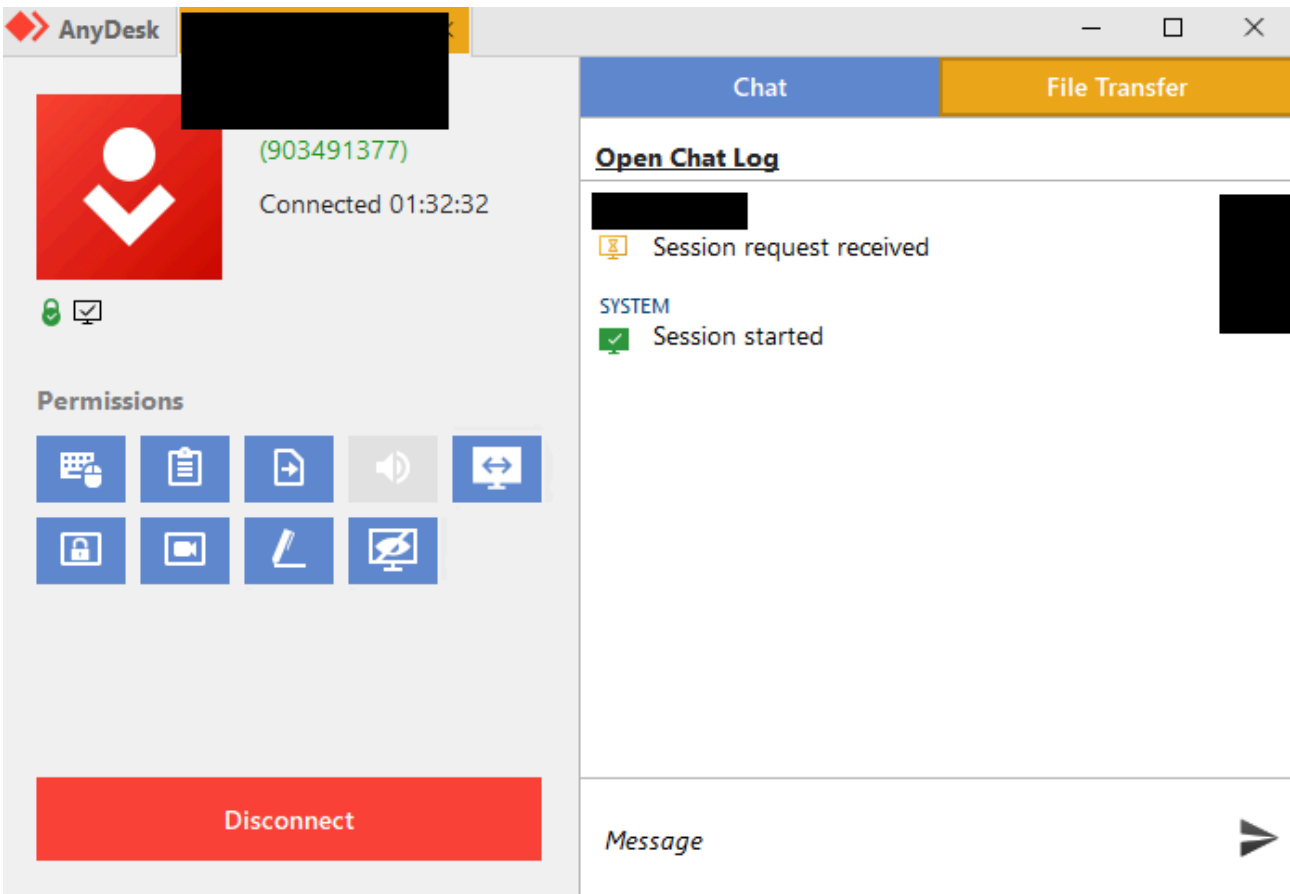 AnyDesk
(903491377)
Connected 01:32:32
Permissions
Disconnect
Chat
File Transfer
Open Chat Log
Session request received
SYSTEM
Session started
Message